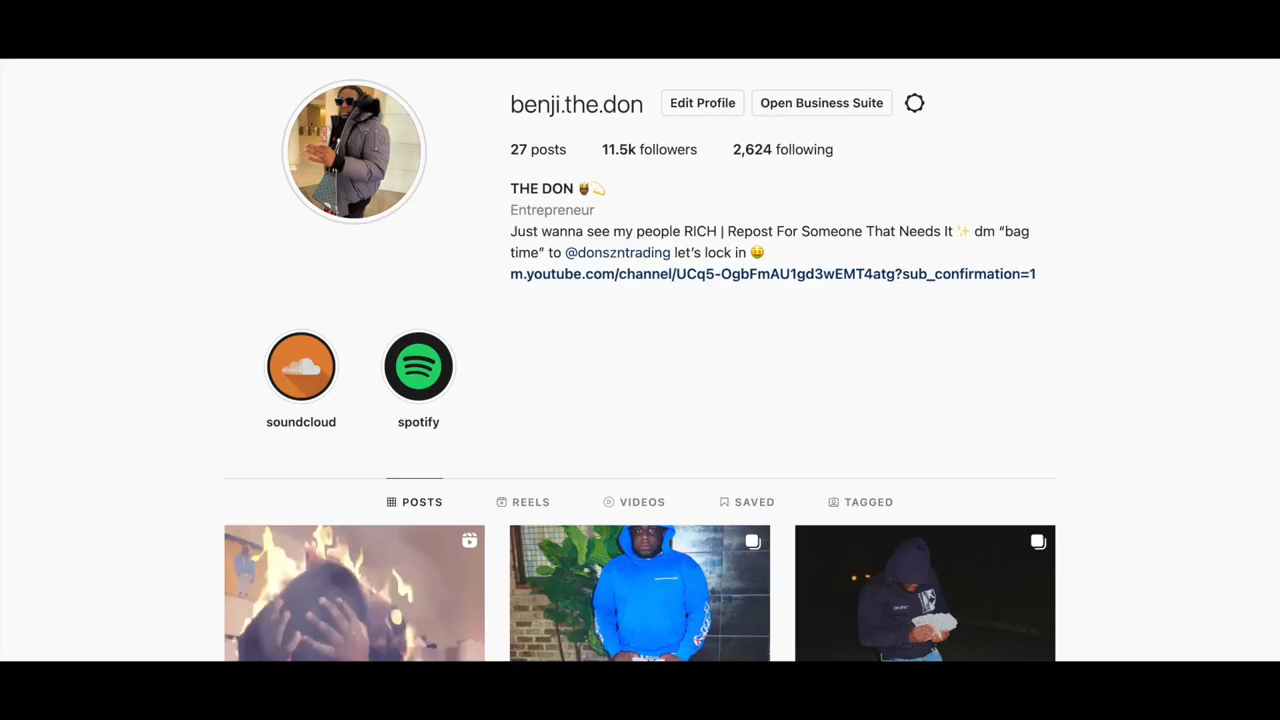 benji.the.don Edit Profile Open Business Suite
27 posts 11.5k followers 2,624 following
THE DON
Entrepreneur
Just wanna see my people RICH | Repost For Someone That Needs It ✨ dm “bag
time” to @donszntrading let’s lock in 🤑
m.youtube.com/channel/UCq5-OgbFmAU1gd3wEMT4atg?sub_confirmation=1
soundcloud spotify
POSTS REELS VIDEOS SAVED TAGGED